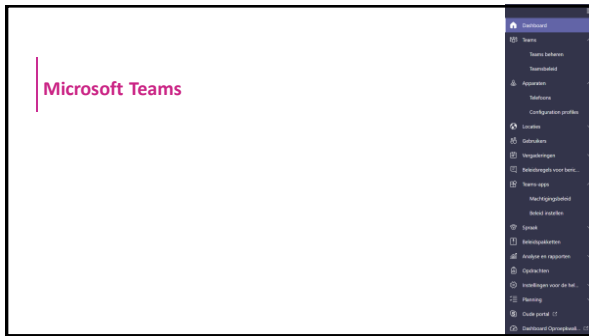 Microsoft Teams
Dashboard
Teams
Teams beheren
Teamsbeleid
Apparaten
Telefoons
Configuration profiles
Locaties
Gebruikers
Vergaderingen
Beleidsregels voor beric...
Teams-apps
Machtigingsbeleid
Beleid instellen
Spraak
Beleidspakketten
Analyse en rapporten
Opdrachten
Instellingen voor de hel...
Planning
Oude portal
Dashboard Oproepkwali...